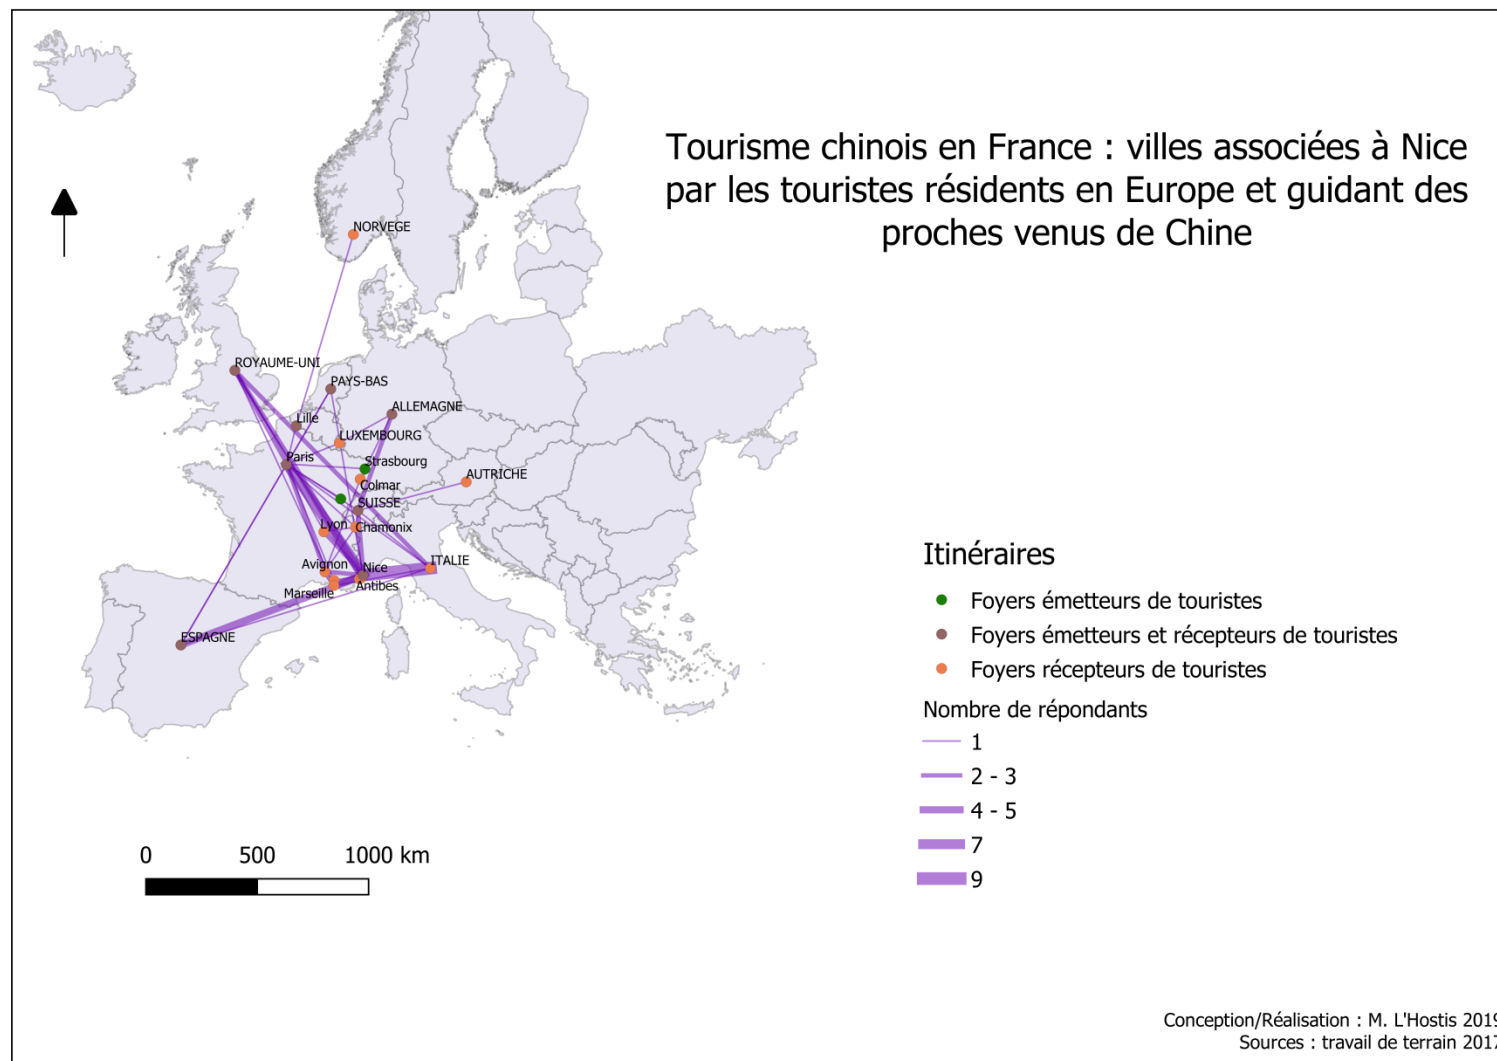 Tourisme chinois en France : villes associées à Nice
par les touristes résidents en Europe et guidant des
proches venus de Chine
NORVEGE
ROYAUME-UNI
PAYS-BAS
ALLEMAGNE
Lille
LUXEMBOURG
Paris
Strasbourg
AUTRICHE
Colmar
SUISSE
Lyon
Chamonix
Avignon
Nice
ITALIE
Marseille
Antibes
ESPAGNE
Itinéraires
Foyers émetteurs de touristes
Foyers émetteurs et récepteurs de touristes
Foyers récepteurs de touristes
Nombre de répondants
1
2 - 3
4 - 5
7
9
0 500 1000 km
Conception/Réalisation : M. L'Hostis 2019
Sources : travail de terrain 2017